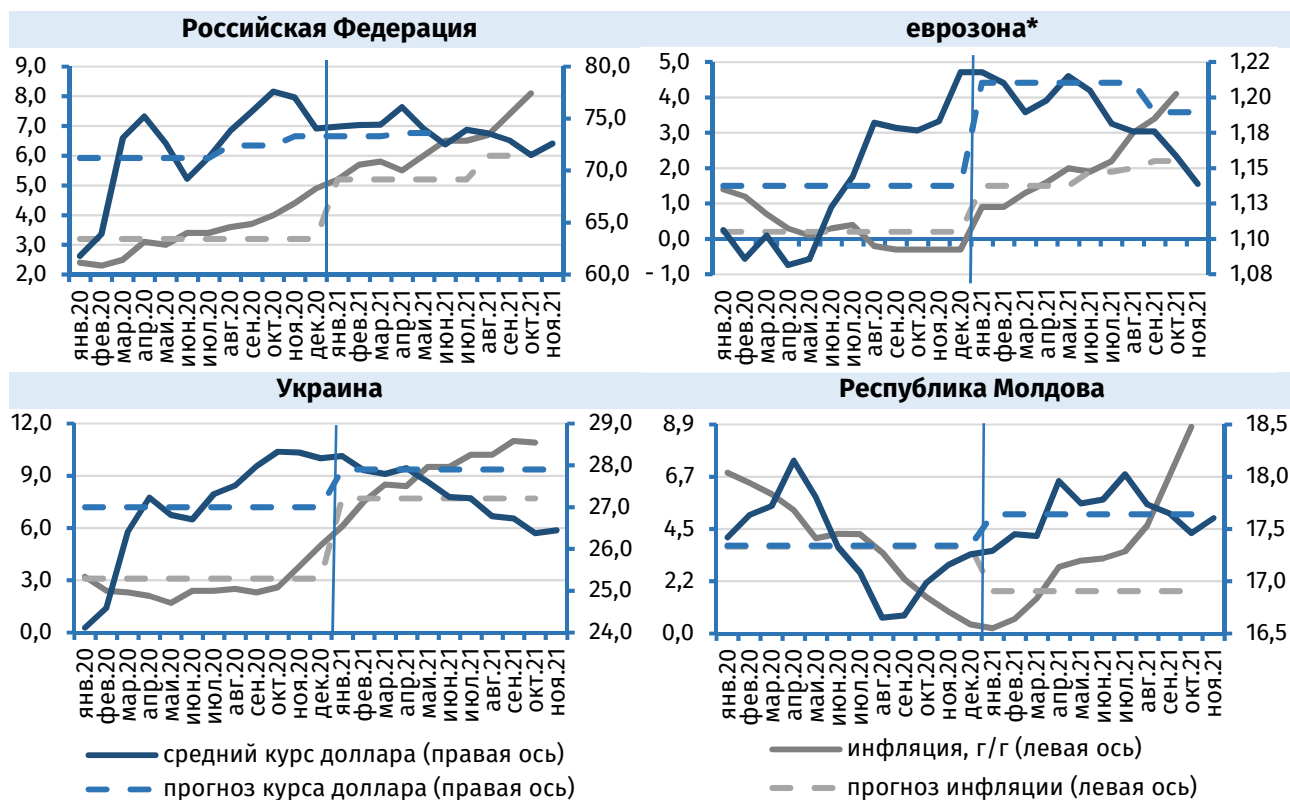 Российская Федерация
9,0
8,0
7,0
6,0
5,0
4,0
3,0
2,0
80,0
75,0
70,0
65,0
60,0
янв.20
фев.20
мар.20
апр.20
май.20
июн.20
июл.20
авг.20
сен.20
окт.20
ноя.20
дек.20
янв.21
фев.21
мар.21
апр.21
май.21
июн.21
июл.21
авг.21
сен.21
окт.21
ноя.21
еврозона*
5,0
4,0
3,0
2,0
1,0
0,0
- 1,0
1,22
1,20
1,18
1,15
1,13
1,10
1,08
янв.20
фев.20
мар.20
апр.20
май.20
июн.20
июл.20
авг.20
сен.20
окт.20
ноя.20
дек.20
янв.21
фев.21
мар.21
апр.21
май.21
июн.21
июл.21
авг.21
сен.21
окт.21
ноя.21
Украина
12,0
9,0
6,0
3,0
0,0
29,0
28,0
27,0
26,0
25,0
24,0
янв.20
фев.20
мар.20
апр.20
май.20
июн.20
июл.20
авг.20
сен.20
окт.20
ноя.20
дек.20
янв.21
фев.21
мар.21
апр.21
май.21
июн.21
июл.21
авг.21
сен.21
окт.21
ноя.21
Республика Молдова
8,9
6,7
4,5
2,2
0,0
18,5
18,0
17,5
17,0
16,5
янв.20
фев.20
мар.20
апр.20
май.20
июн.20
июл.20
авг.20
сен.20
окт.20
ноя.20
дек.20
янв.21
фев.21
мар.21
апр.21
май.21
июн.21
июл.21
авг.21
сен.21
окт.21
ноя.21
средний курс доллара (правая ось)
прогноз курса доллара (правая ось)
инфляция, г/г (левая ось)
прогноз инфляции (левая ось)